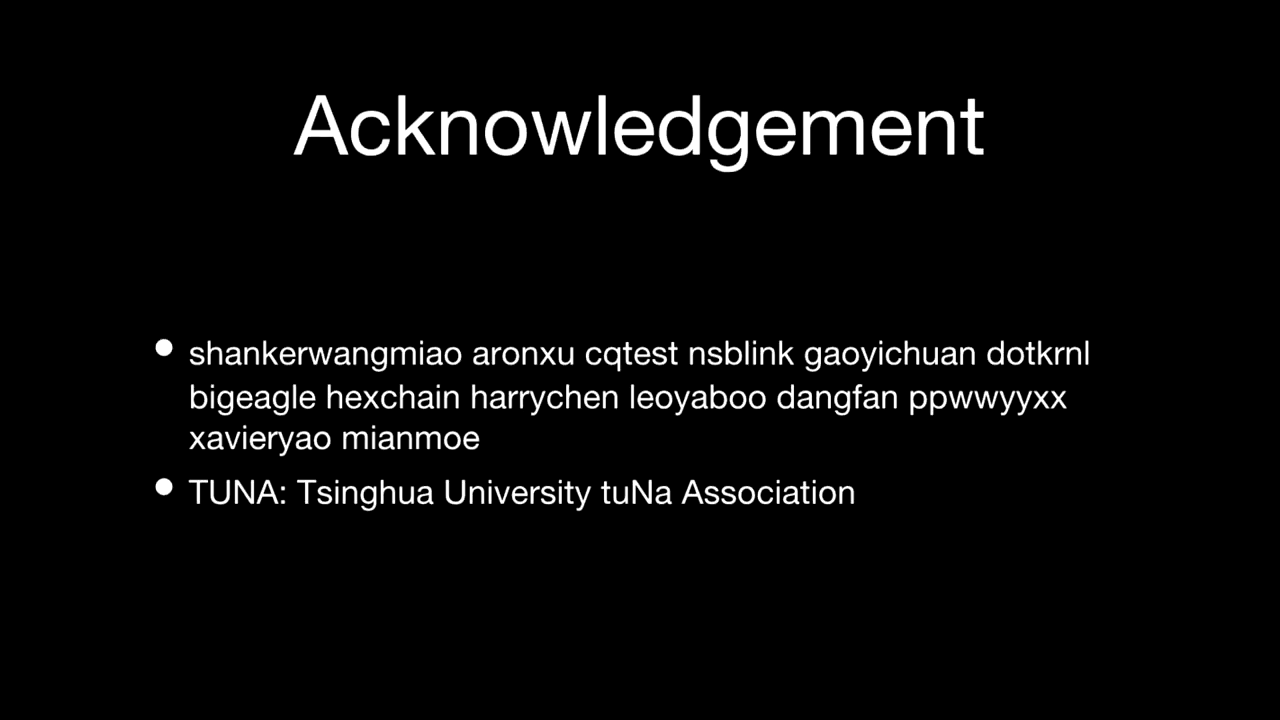 Acknowledgement
• shankerwangmiao aronxu cqtest nsblink gaoyichuan dotkrnl
bigeagle hexchain harrychen leoyaboo dangfan ppwwyyxx
xavieryao mianmoe
• TUNA: Tsinghua University tuNa Association